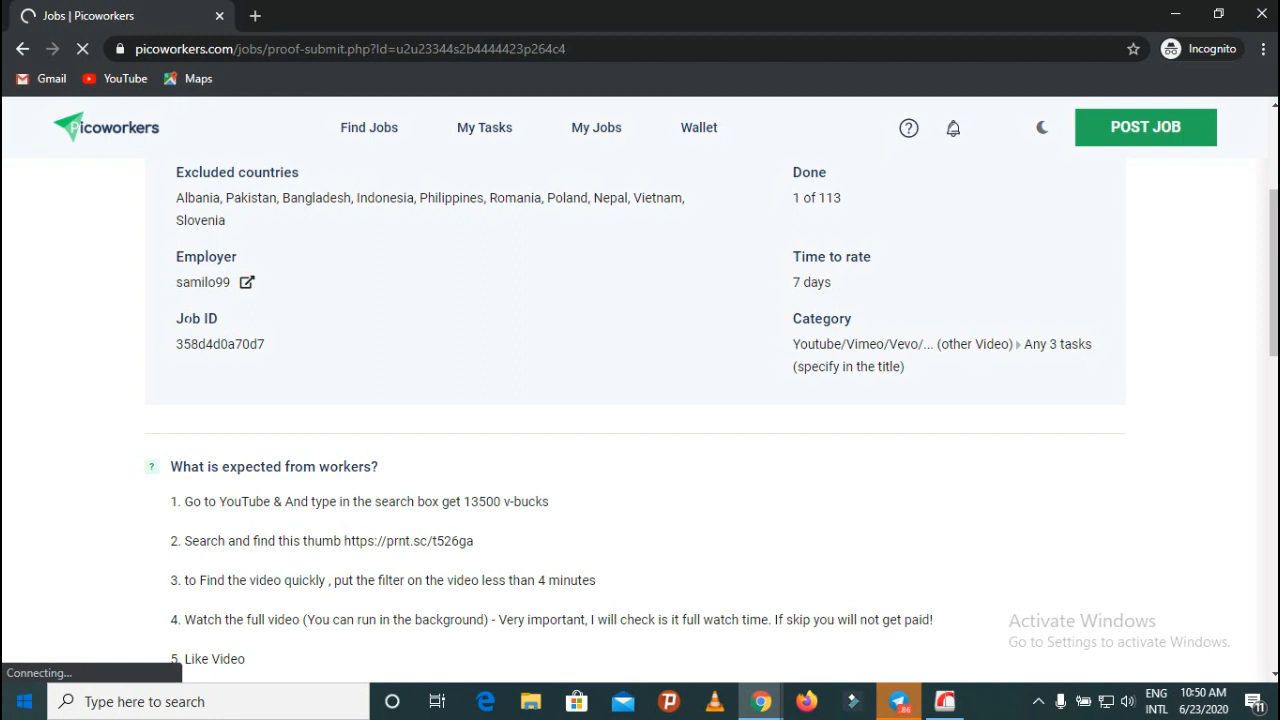 Jobs | Picoworkers
picoworkers.com/jobs/proof-submit.php?Id=u2u23344s2b4444423p264c4
Incognito
Gmail YouTube Maps
Picoworkers Find Jobs My Tasks My Jobs Wallet POST JOB
Excluded countries Done
Albania, Pakistan, Bangladesh, Indonesia, Philippines, Romania, Poland, Nepal, Vietnam, 1 of 113
Slovenia
Employer Time to rate
samilo99 7 days
Job ID Category
358d4d0a70d7 Youtube/Vimeo/Vevo/... (other Video) Any 3 tasks
(specify in the title)
? What is expected from workers?
1. Go to YouTube & And type in the search box get 13500 v-bucks
2. Search and find this thumb https://prnt.sc/t526ga
3. to Find the video quickly , put the filter on the video less than 4 minutes
4. Watch the full video (You can run in the background) - Very important, I will check is it full watch time. If skip you will not get paid!
Activate Windows
Go to Settings to activate Windows.
5. Like Video
Connecting...
Type here to search
86
ENG 10:50 AM
INTL 6/23/2020
11